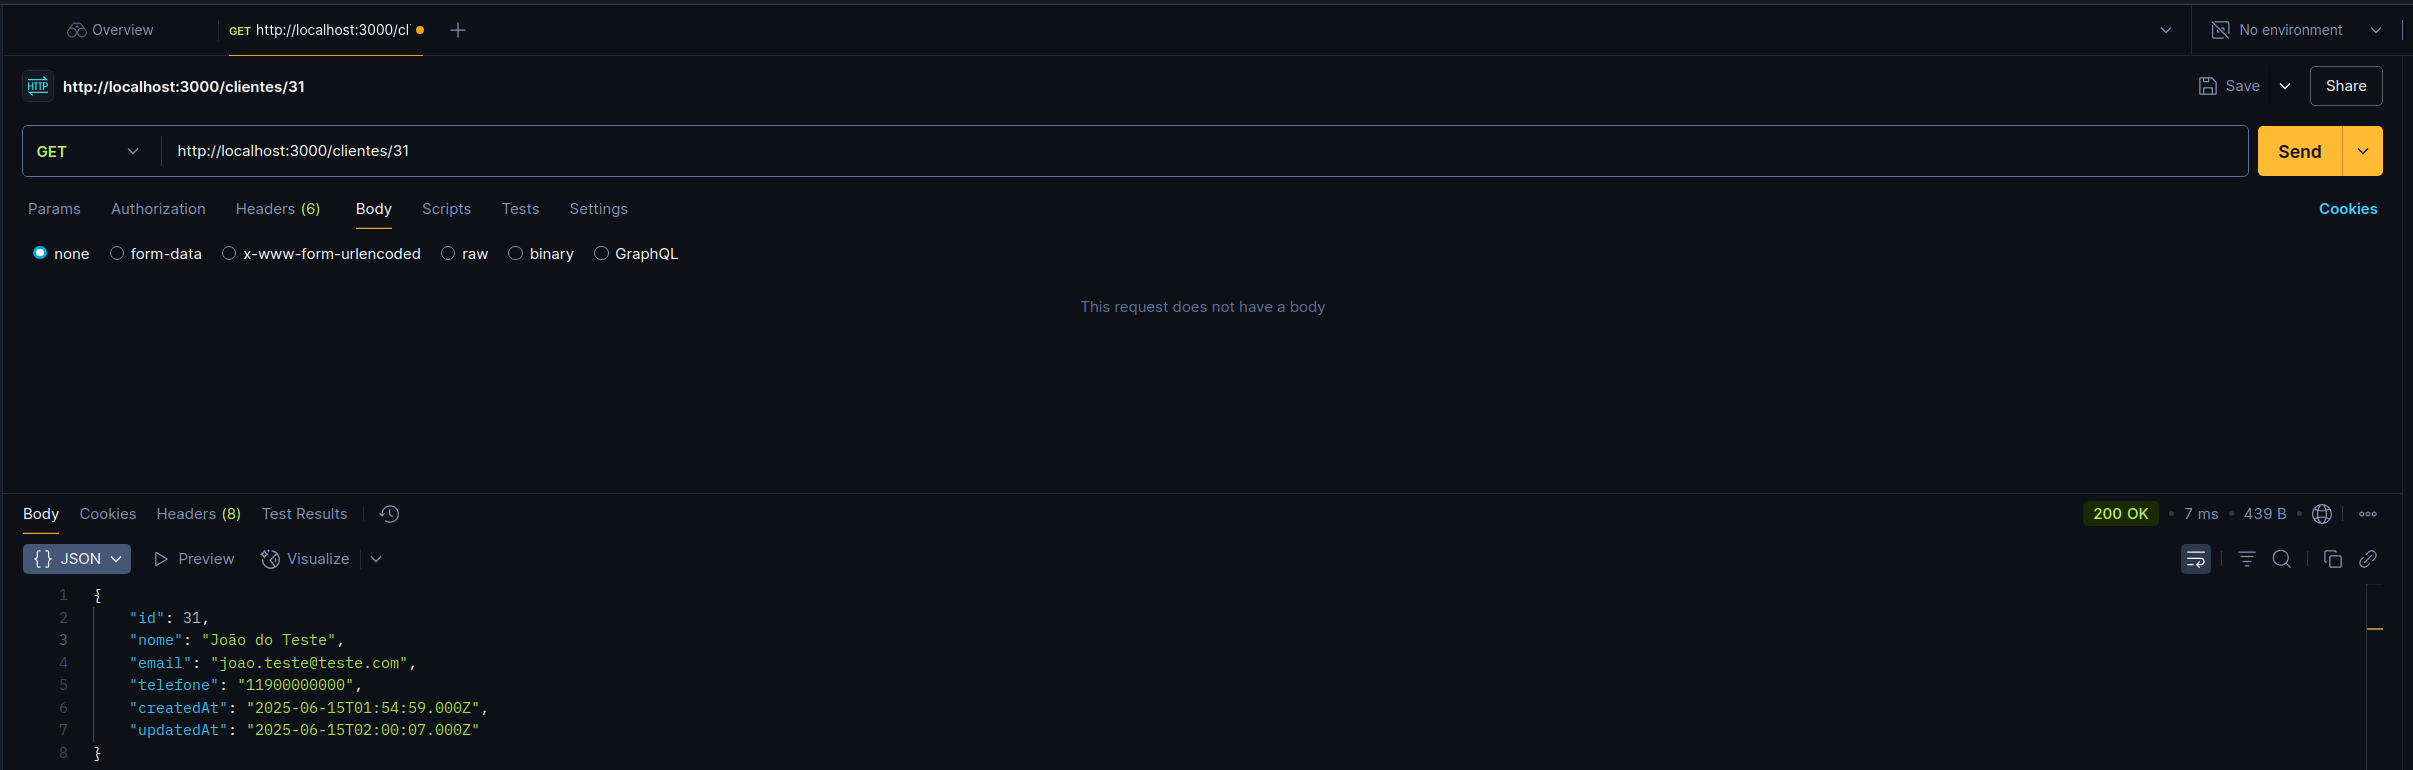 Overview GET http://localhost:3000/cl No environment
HTTP http://localhost:3000/clientes/31 Save Share
GET http://localhost:3000/clientes/31 Send
Params Authorization Headers (6) Body Scripts Tests Settings Cookies
none form-data x-www-form-urlencoded raw binary GraphQL
This request does not have a body
Body Cookies Headers (8) Test Results 200 OK • 7 ms • 439 B •
{} JSON Preview Visualize
1 {
2 "id": 31,
3 "nome": "João do Teste",
4 "email": "joao.teste@teste.com",
5 "telefone": "11900000000",
6 "createdAt": "2025-06-15T01:54:59.000Z",
7 "updatedAt": "2025-06-15T02:00:07.000Z"
8 }